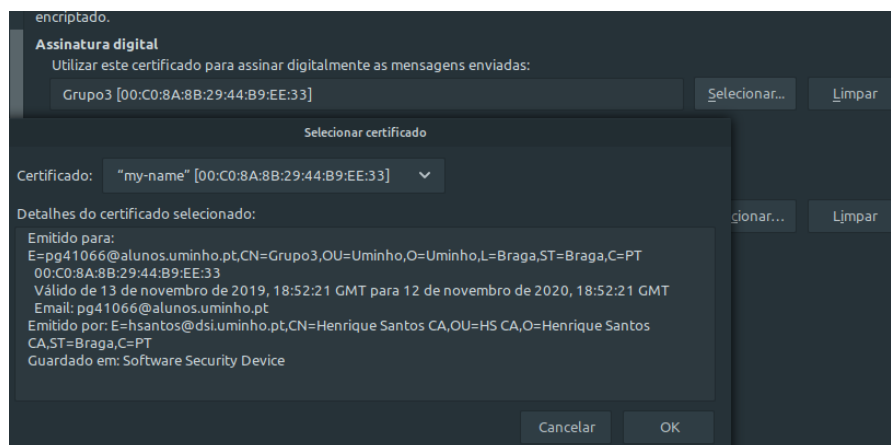 encriptado.
Assinatura digital
Utilizar este certificado para assinar digitalmente as mensagens enviadas:
Grupo3 [00:C0:8A:8B:29:44:B9:EE:33]
Selecionar...
Limpar
Selecionar certificado
Certificado:
“my-name” [00:C0:8A:8B:29:44:B9:EE:33]
Detalhes do certificado selecionado:
cionar...
Limpar
Emitido para:
E=pg41066@alunos.uminho.pt,CN=Grupo3,OU=Uminho,O=Uminho,L=Braga,ST=Braga,C=PT
00:C0:8A:8B:29:44:B9:EE:33
Válido de 13 de novembro de 2019, 18:52:21 GMT para 12 de novembro de 2020, 18:52:21 GMT
Email: pg41066@alunos.uminho.pt
Emitido por: E=hsantos@dsi.uminho.pt,CN=Henrique Santos CA,OU=HS CA,O=Henrique Santos
CA,ST=Braga,C=PT
Guardado em: Software Security Device
Cancelar
OK